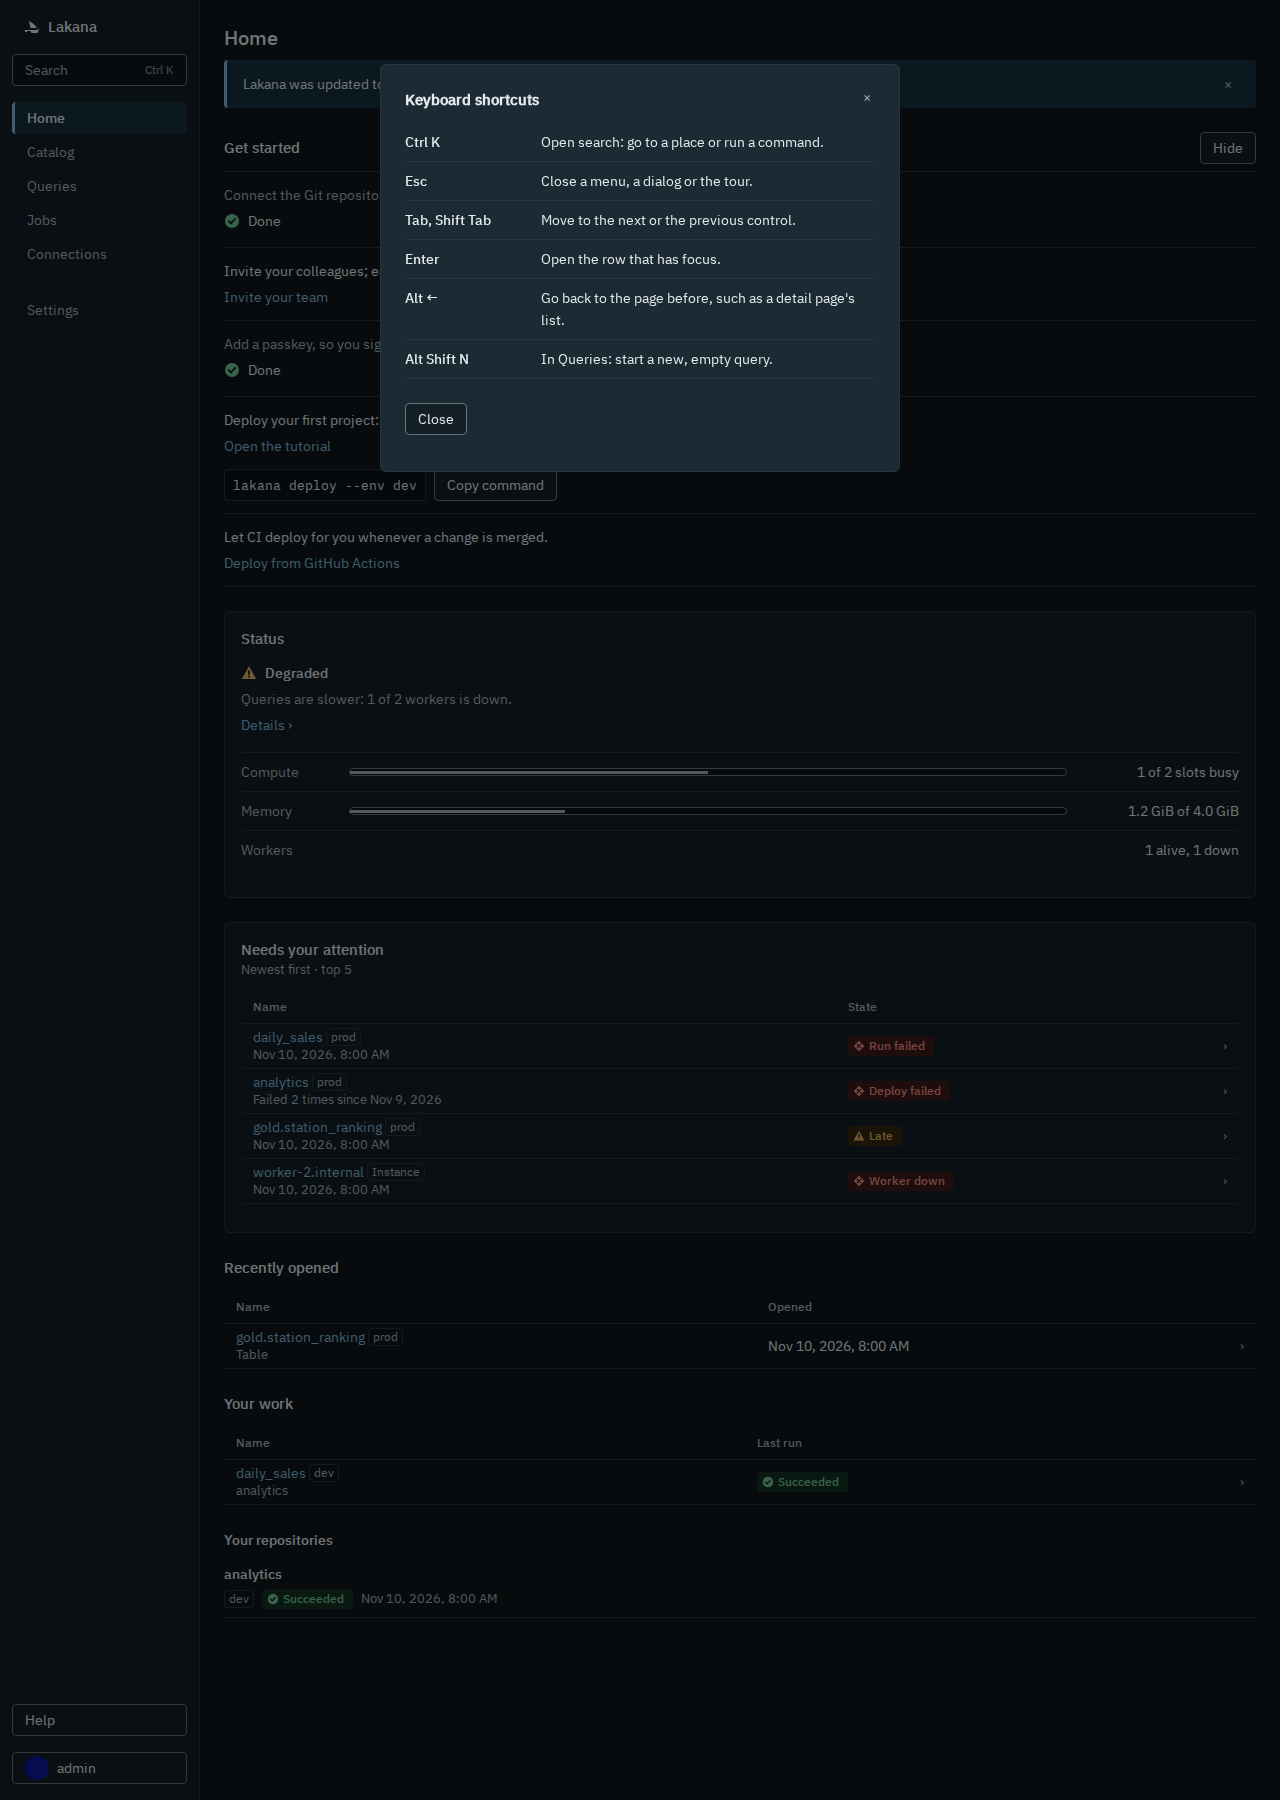 Lakana
Search Ctrl K
Home
Catalog
Queries
Jobs
Connections
Settings
Help
admin
Home
Lakana was updated to
×
Get started
Hide
Connect the Git reposito
Done
Invite your colleagues; e
Invite your team
Add a passkey, so you sig
Done
Deploy your first project:
Open the tutorial
lakana deploy --env dev
Copy command
Let CI deploy for you whenever a change is merged.
Deploy from GitHub Actions
Keyboard shortcuts
×
Ctrl K Open search: go to a place or run a command.
Esc Close a menu, a dialog or the tour.
Tab, Shift Tab Move to the next or the previous control.
Enter Open the row that has focus.
Alt ← Go back to the page before, such as a detail page's
list.
Alt Shift N In Queries: start a new, empty query.
Close
Status
Degraded
Queries are slower: 1 of 2 workers is down.
Details ›
Compute 1 of 2 slots busy
Memory 1.2 GiB of 4.0 GiB
Workers 1 alive, 1 down
Needs your attention
Newest first · top 5
Name State
daily_sales prod Run failed ›
Nov 10, 2026, 8:00 AM
analytics prod Deploy failed ›
Failed 2 times since Nov 9, 2026
gold.station_ranking prod Late ›
Nov 10, 2026, 8:00 AM
worker-2.internal Instance Worker down ›
Nov 10, 2026, 8:00 AM
Recently opened
Name Opened
gold.station_ranking prod Nov 10, 2026, 8:00 AM ›
Table
Your work
Name Last run
daily_sales dev Succeeded ›
analytics
Your repositories
analytics
dev Succeeded Nov 10, 2026, 8:00 AM